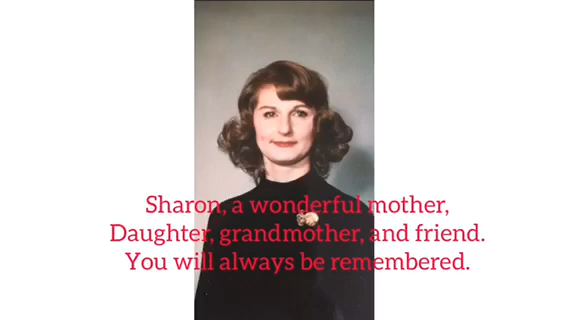 Sharon, a wonderful mother,
Daughter, grandmother, and friend.
You will always be remembered.